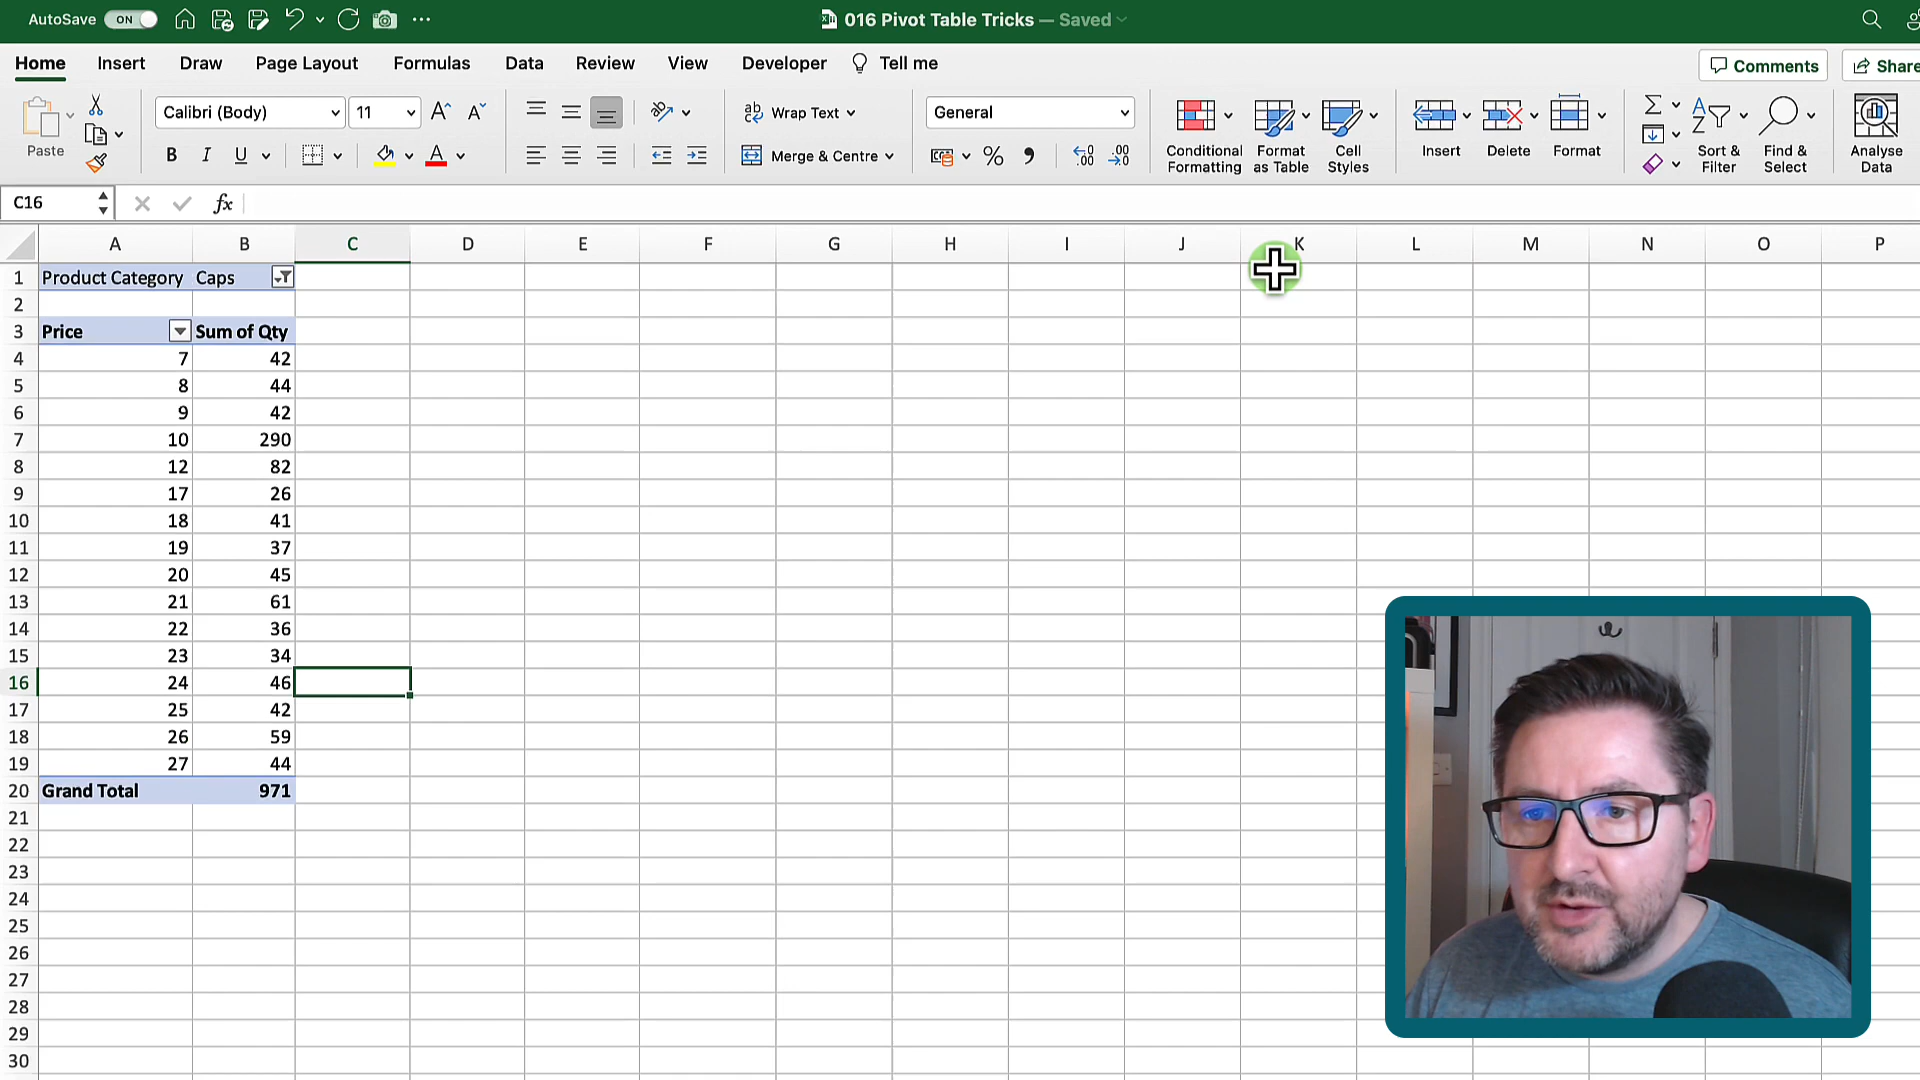 AutoSave ON 016 Pivot Table Tricks — Saved
Home Insert Draw Page Layout Formulas Data Review View Developer Tell me Comments Share
Paste Calibri (Body) 11 Wrap Text General Conditional Formatting Format as Table Cell Styles Insert Delete Format Sort & Filter Find & Select Analyse Data
B I U Merge & Centre
C16 fx
A B C D E F G H I J K L M N O P
1 Product Category Caps
2
3 Price Sum of Qty
4 7 42
5 8 44
6 9 42
7 10 290
8 12 82
9 17 26
10 18 41
11 19 37
12 20 45
13 21 61
14 22 36
15 23 34
16 24 46
17 25 42
18 26 59
19 27 44
20 Grand Total 971
21
22
23
24
25
26
27
28
29
30